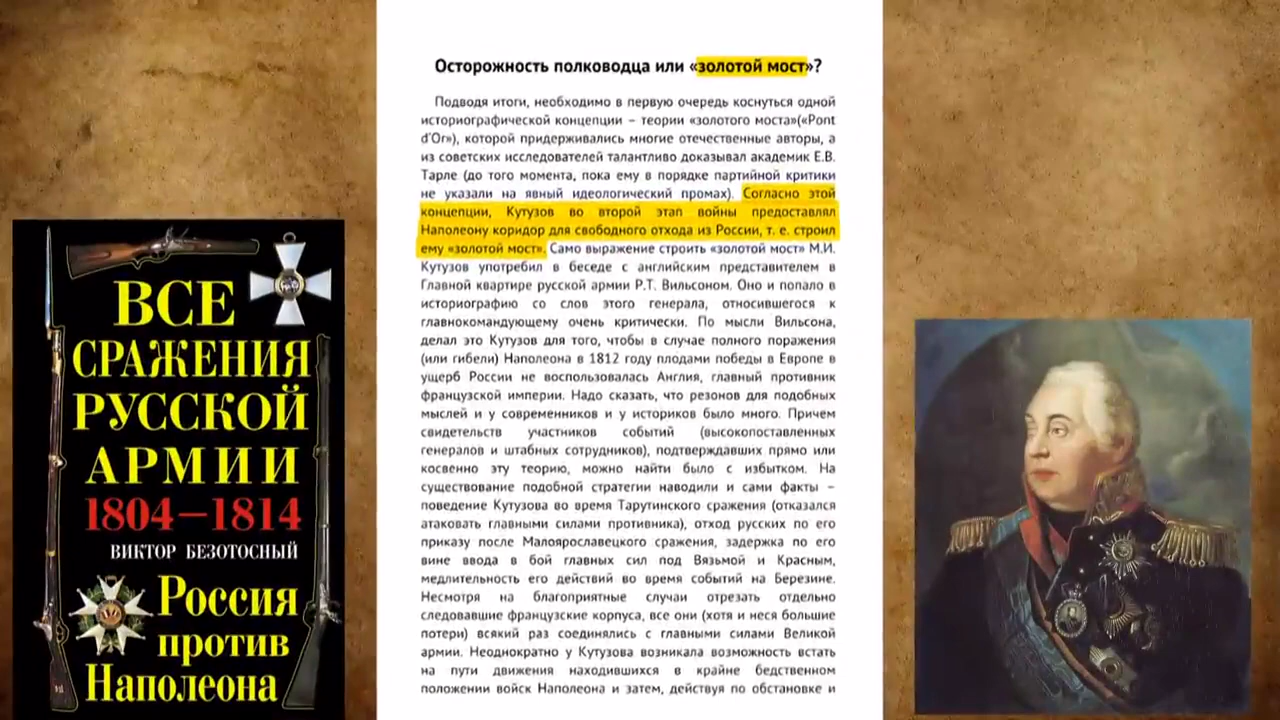 ВСЕ
СРАЖЕНИЯ
РУССКОЙ
АРМИИ
1804–1814
ВИКТОР БЕЗОТОСНЫЙ
Россия
против
Наполеона
Осторожность полководца или «золотой мост»?
Подводя итоги, необходимо в первую очередь коснуться одной
историографической концепции – теории «золотого моста»(«Pont
d'Or»), которой придерживались многие отечественные авторы, а
из советских исследователей талантливо доказывал академик Е.В.
Тарле (до того момента, пока ему в порядке партийной критики
не указали на явный идеологический промах). Согласно этой
концепции, Кутузов во второй этап войны предоставлял
Наполеону коридор для свободного отхода из России, т. е. строил
ему «золотой мост». Само выражение строить «золотой мост» М.И.
Кутузов употребил в беседе с английским представителем в
Главной квартире русской армии Р.Т. Вильсоном. Оно и попало в
историографию со слов этого генерала, относившегося к
главнокомандующему очень критически. По мысли Вильсона,
делал это Кутузов для того, чтобы в случае полного поражения
(или гибели) Наполеона в 1812 году плодами победы в Европе в
ущерб России не воспользовалась Англия, главный противник
французской империи. Надо сказать, что резонов для подобных
мыслей и у современников и у историков было много. Причем
свидетельств участников событий (высокопоставленных
генералов и штабных сотрудников), подтверждавших прямо или
косвенно эту теорию, можно найти было с избытком. На
существование подобной стратегии наводили и сами факты –
поведение Кутузова во время Тарутинского сражения (отказался
атаковать главными силами противника), отход русских по его
приказу после Малоярославецкого сражения, задержка по его
вине ввода в бой главных сил под Вязьмой и Красным,
медлительность его действий во время событий на Березине.
Несмотря на благоприятные случаи отрезать отдельно
следовавшие французские корпуса, все они (хотя и неся большие
потери) всякий раз соединялись с главными силами Великой
армии. Неоднократно у Кутузова возникала возможность встать
на пути движения находившихся в крайне бедственном
положении войск Наполеона и затем, действуя по обстановке и